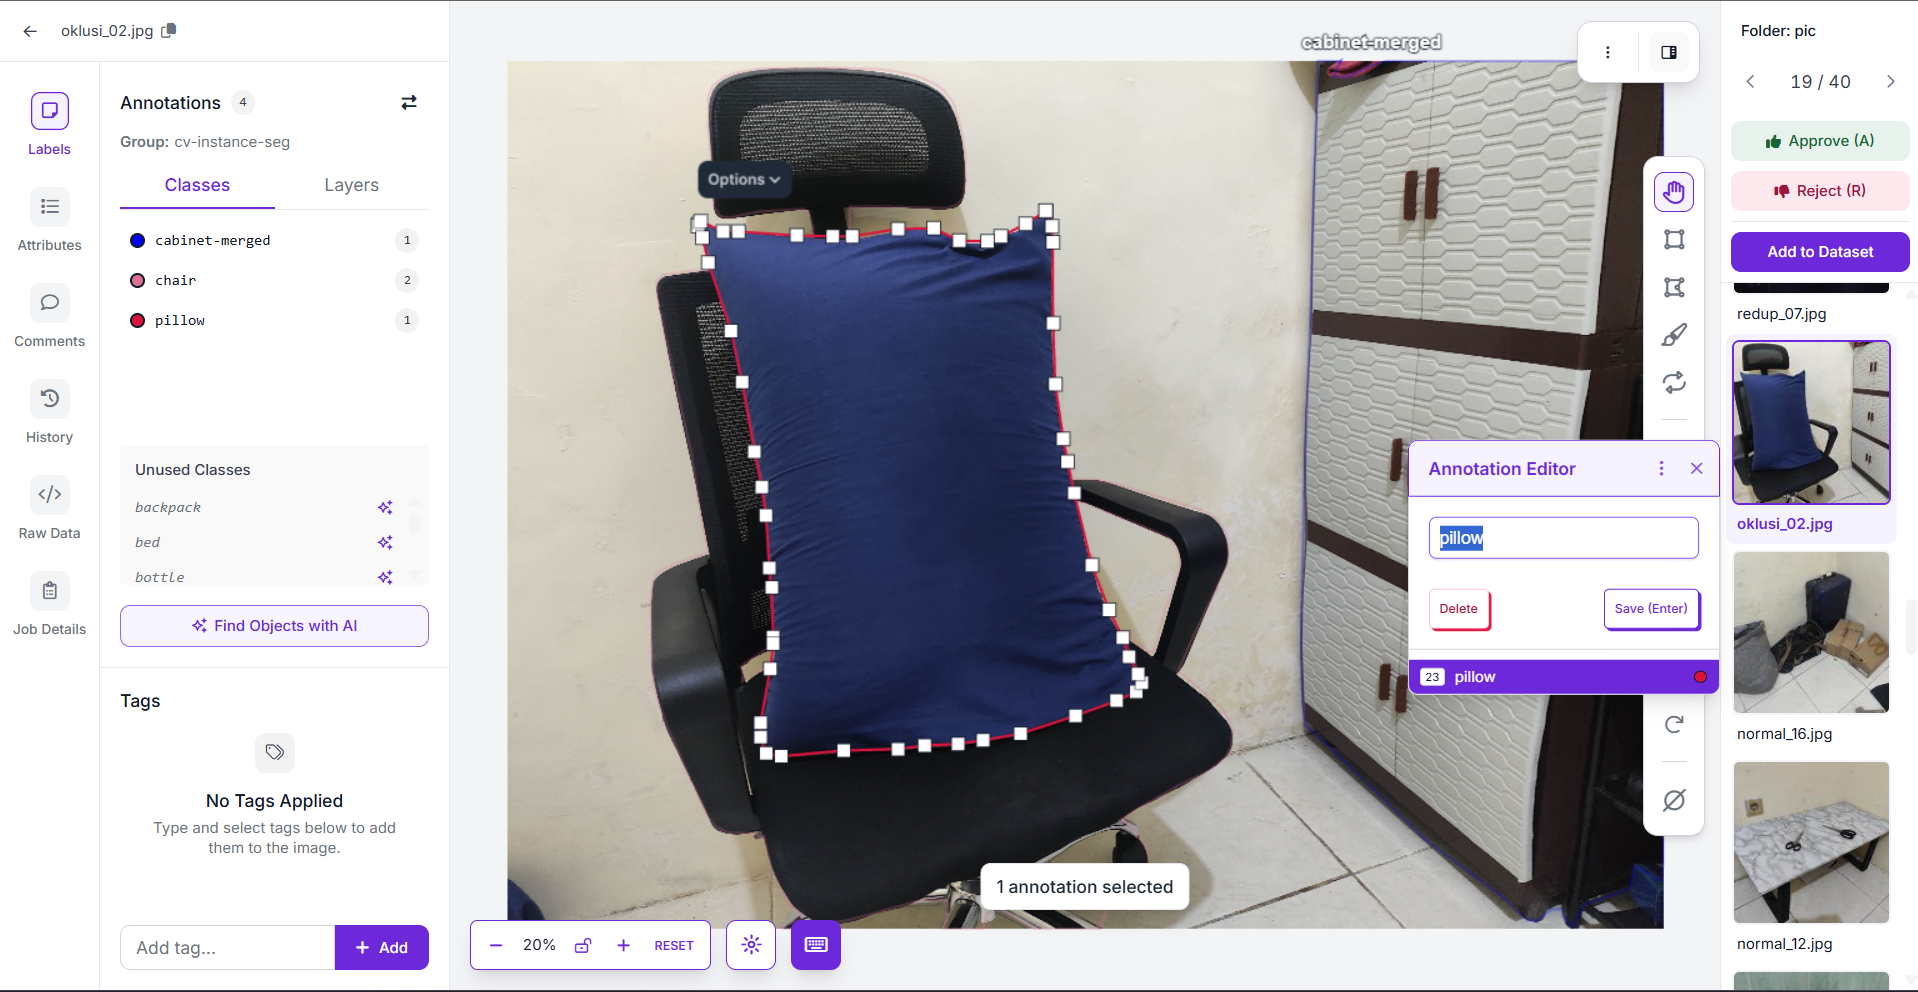 oklusi_02.jpg
Labels
Attributes
Comments
History
Raw Data
Job Details
Annotations 4
Group: cv-instance-seg
Classes
Layers
cabinet-merged 1
chair 2
pillow 1
Unused Classes
backpack
bed
bottle
Find Objects with AI
Tags
No Tags Applied
Type and select tags below to add
them to the image.
Add tag...
+ Add
cabinet-merged
Options
1 annotation selected
20%
RESET
Annotation Editor
pillow
Delete
Save (Enter)
23 pillow
Folder: pic
19 / 40
Approve (A)
Reject (R)
Add to Dataset
redup_07.jpg
oklusi_02.jpg
normal_16.jpg
normal_12.jpg